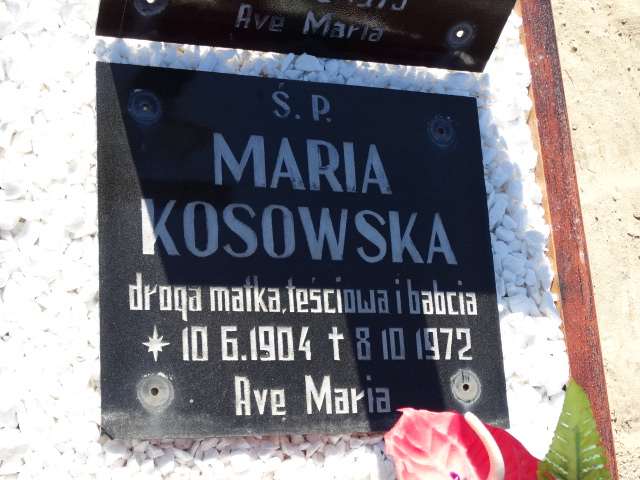 Ave Maria
Ś. P.
MARIA
KOSOWSKA
droga matka, teściowa i babcia
* 10 6.1904 † 8 10 1972
Ave Maria